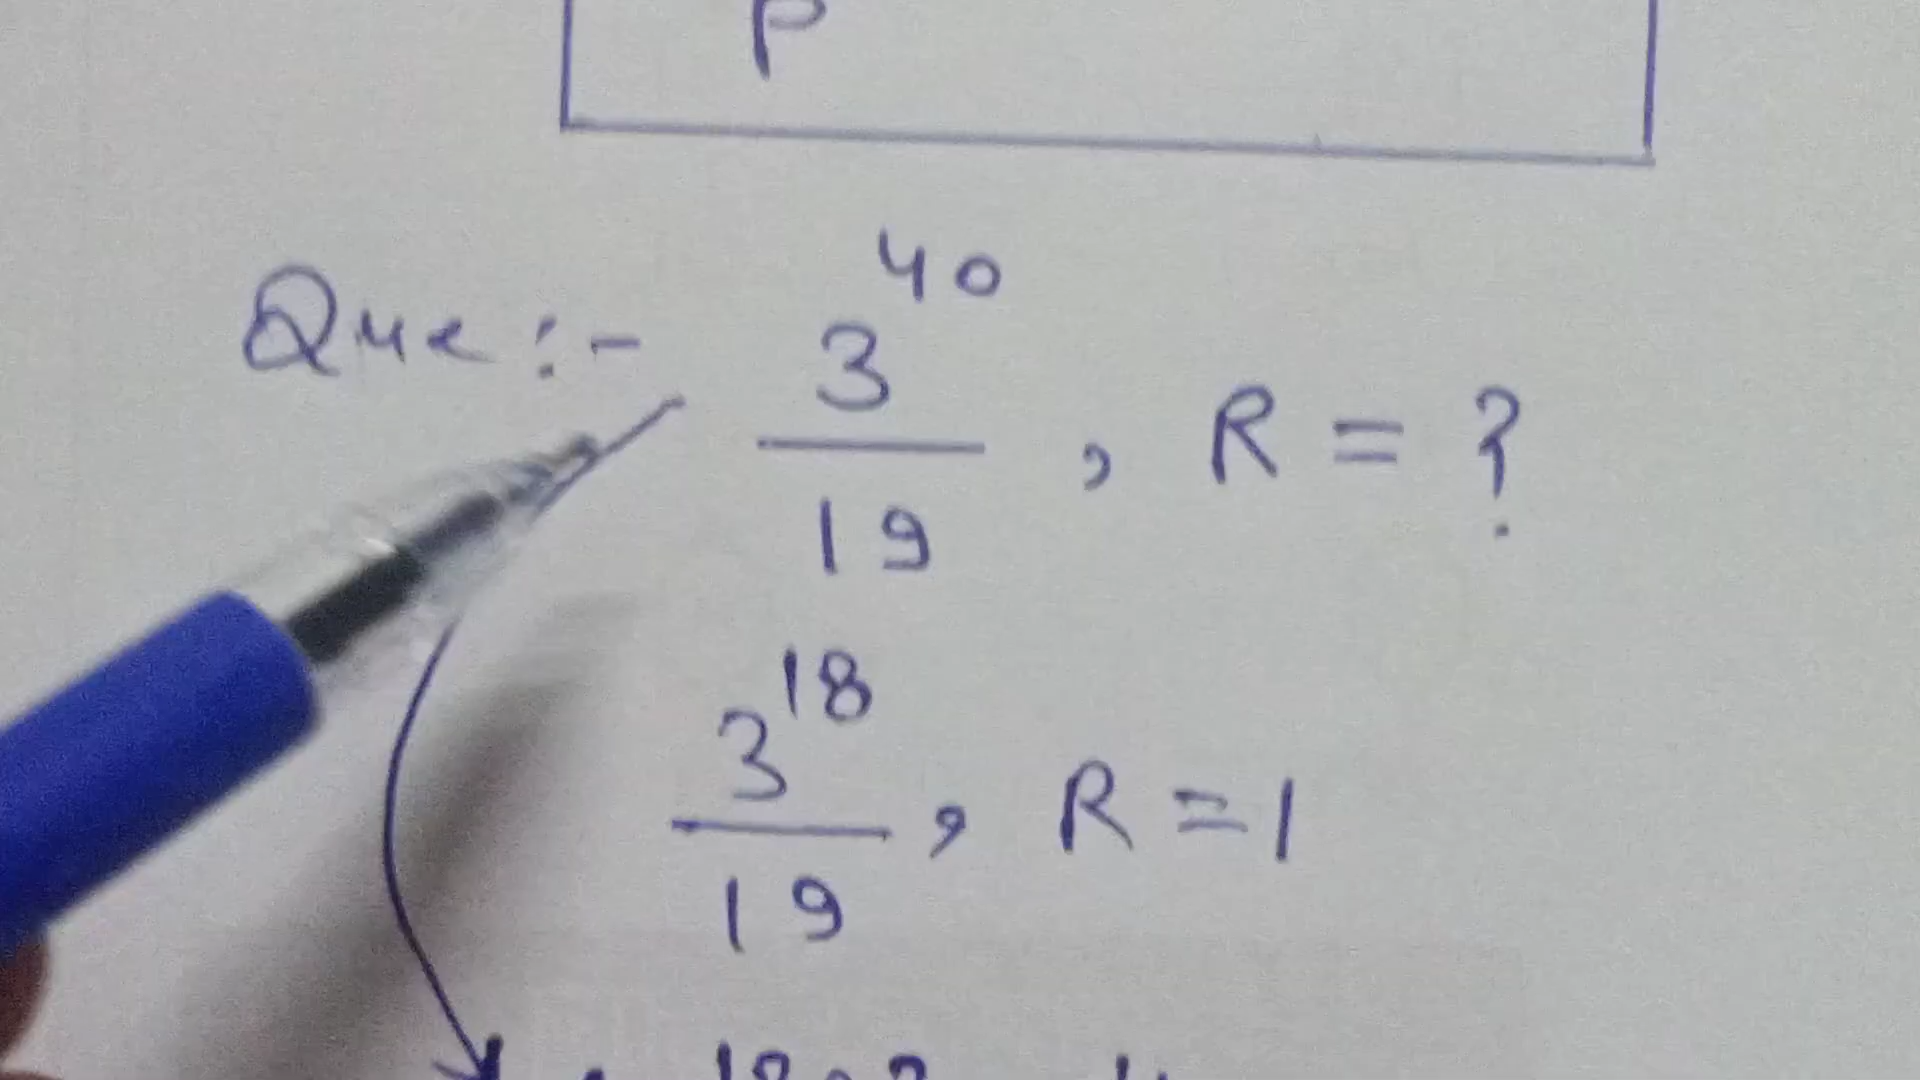 P
Que:- 3^40 / 19, R = ?
3^18 / 19, R = 1